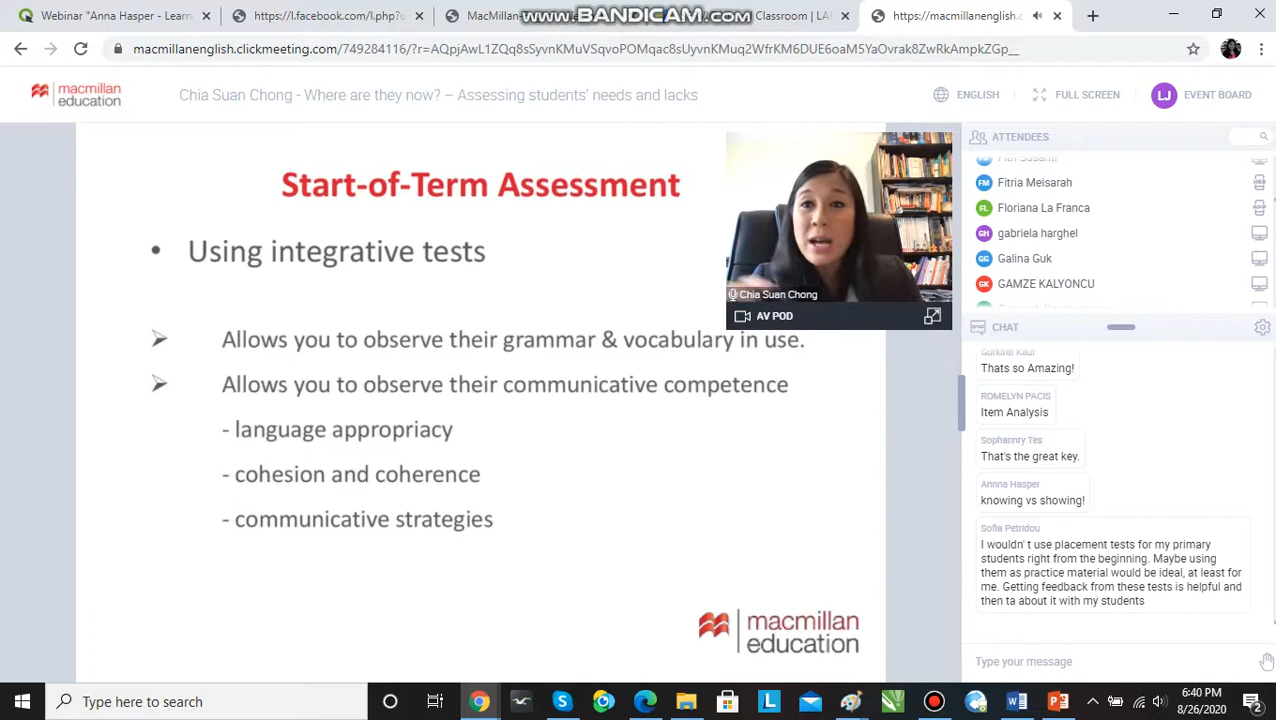 Webinar "Anna Hasper - Learn
https://l.facebook.com/l.php?
MacMillan
www.BANDICAM.com
Classroom | LA
https://macmillanenglish.c
macmillanenglish.clickmeeting.com/749284116/?r=AQpjAwL1ZQq8sSyvnKMuVSqvoPOMqac8sUyvnKMuq2WfrKM6DUE6oaM5YaOvrak8ZwRkAmpkZGp__
macmillan
education
Chia Suan Chong - Where are they now? – Assessing students' needs and lacks
ENGLISH
FULL SCREEN
LJ
EVENT BOARD
Start-of-Term Assessment
• Using integrative tests
➢ Allows you to observe their grammar & vocabulary in use.
➢ Allows you to observe their communicative competence
- language appropriacy
- cohesion and coherence
- communicative strategies
macmillan
education
Chia Suan Chong
AV POD
ATTENDEES
Fitri Susanti
FM Fitria Meisarah
FL Floriana La Franca
GH gabriela harghel
GG Galina Guk
GK GAMZE KALYONCU
CHAT
Gurkirat Kaur
Thats so Amazing!
ROMELYN PACIS
Item Analysis
Sophannry Tes
That's the great key.
Annna Hasper
knowing vs showing!
Sofia Petridou
I wouldn' t use placement tests for my primary
students right from the beginning. Maybe using
them as practice material would be ideal, at least for
me. Getting feedback from these tests is helpful and
then ta about it with my students
Type your message
Type here to search
6:40 PM
8/26/2020
2